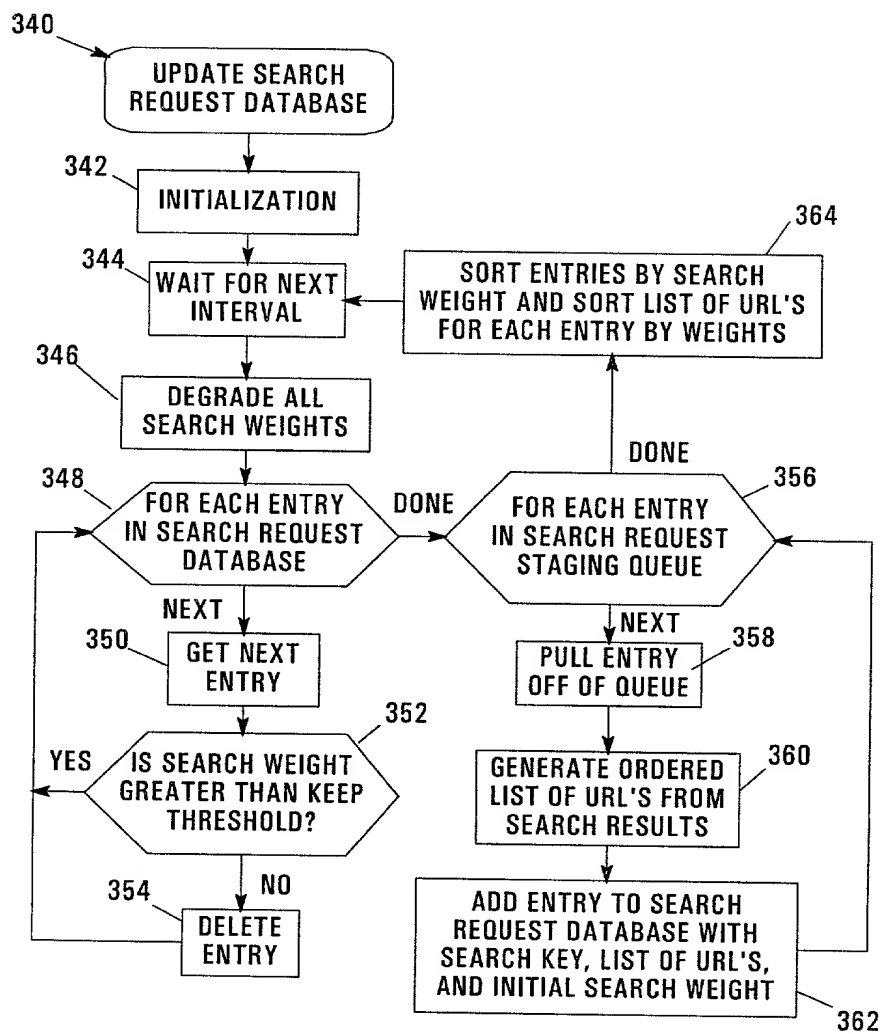 340
UPDATE SEARCH
REQUEST DATABASE
342
INITIALIZATION
344
WAIT FOR NEXT
INTERVAL
364
SORT ENTRIES BY SEARCH
WEIGHT AND SORT LIST OF URL'S
FOR EACH ENTRY BY WEIGHTS
346
DEGRADE ALL
SEARCH WEIGHTS
348
FOR EACH ENTRY
IN SEARCH REQUEST
DATABASE
DONE
DONE
356
FOR EACH ENTRY
IN SEARCH REQUEST
STAGING QUEUE
NEXT
350
GET NEXT
ENTRY
352
YES
IS SEARCH WEIGHT
GREATER THAN KEEP
THRESHOLD?
NO
354
DELETE
ENTRY
NEXT
358
PULL ENTRY
OFF OF QUEUE
360
GENERATE ORDERED
LIST OF URL'S FROM
SEARCH RESULTS
ADD ENTRY TO SEARCH
REQUEST DATABASE WITH
SEARCH KEY, LIST OF URL'S,
AND INITIAL SEARCH WEIGHT
362